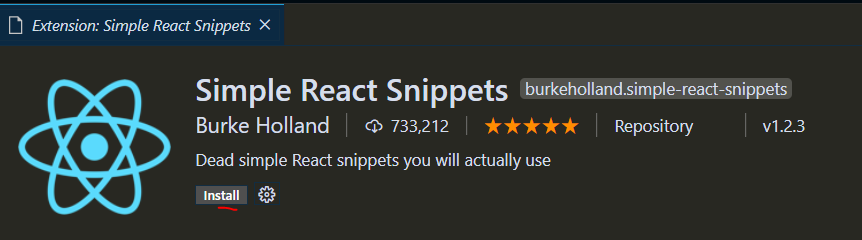 Extension: Simple React Snippets
Simple React Snippets burkeholland.simple-react-snippets
Burke Holland 733,212 Repository v1.2.3
Dead simple React snippets you will actually use
Install